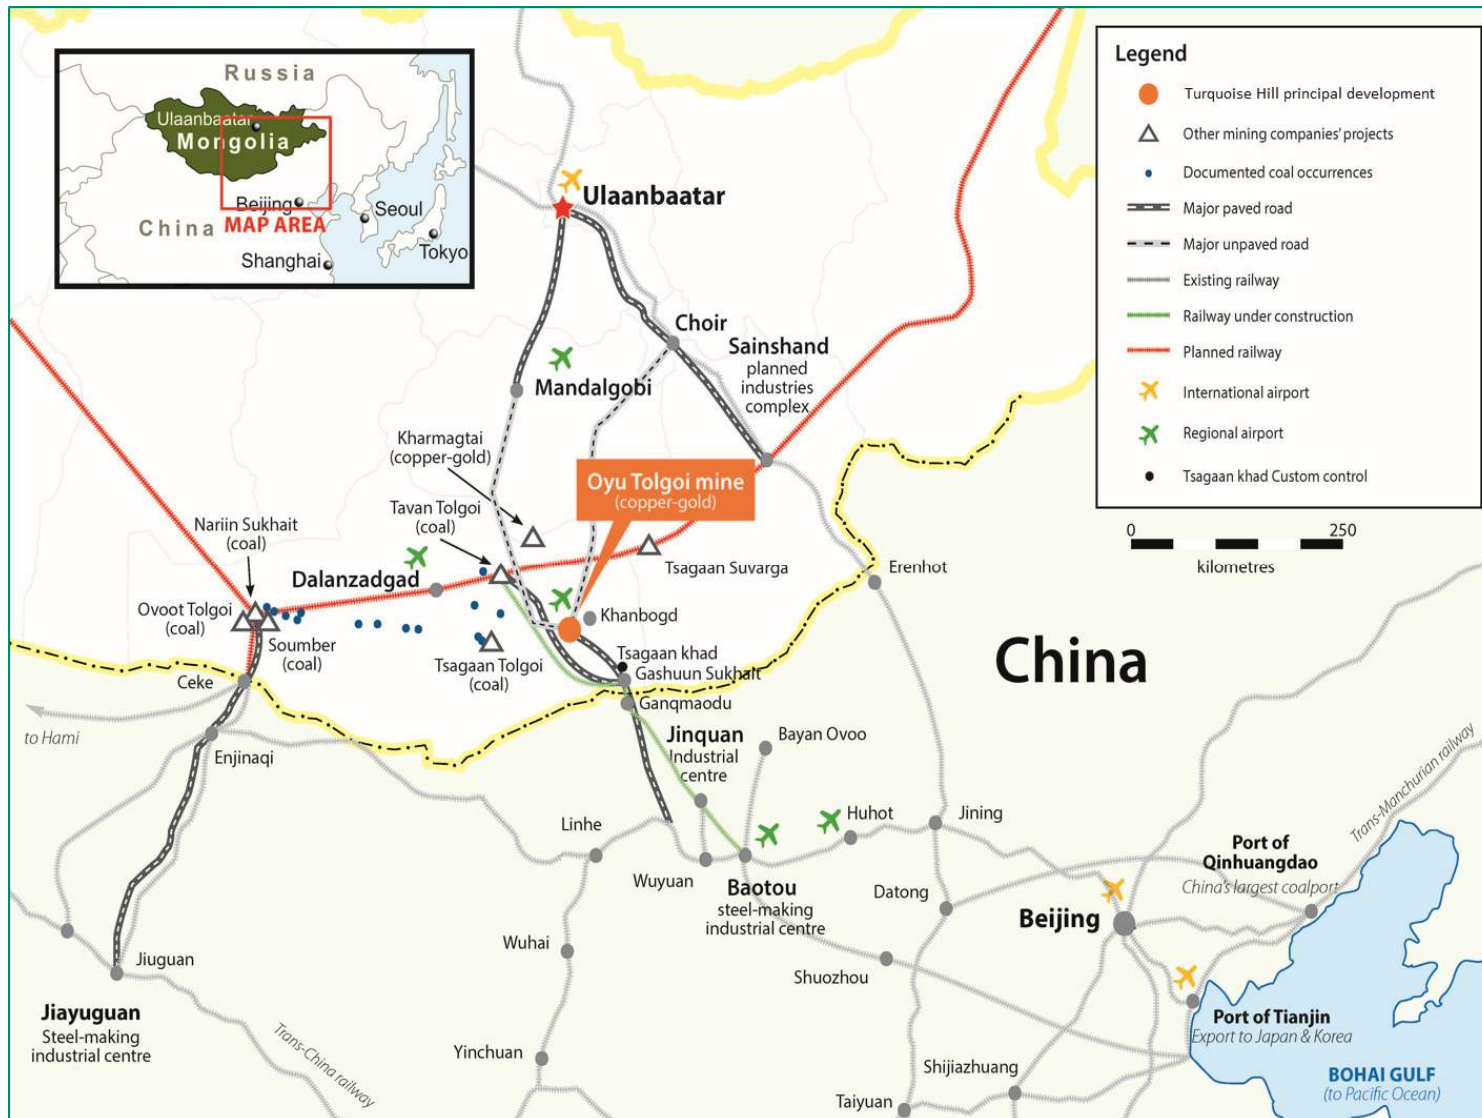 Russia
Ulaanbaatar
Mongolia
Beijing
MAP AREA
China
Seoul
Tokyo
Shanghai
Legend
Turquoise Hill principal development
Other mining companies' projects
Documented coal occurrences
Major paved road
Major unpaved road
Existing railway
Railway under construction
Planned railway
International airport
Regional airport
Tsagaan khad Custom control
0
250
kilometres
Ulaanbaatar
Choir
Sainshand
planned
industries
complex
Mandalgobi
Kharmagtai
(copper-gold)
Oyu Tolgoi mine
(copper-gold)
Tavan Tolgoi
(coal)
Nariin Sukhait
(coal)
Dalanzadgad
Tsagaan Suvarga
Erenhot
Ovoot Tolgoi
(coal)
Soumber
(coal)
Khanbogd
Tsagaan Tolgoi
(coal)
Tsagaan khad
Gashuun Sukhait
Ceke
Ganqmaodu
China
to Hami
Enjinaqi
Jinquan
Industrial
centre
Bayan Ovoo
Linhe
Huhot
Jining
Trans-Manchurian railway
Port of
Qinhuangdao
China's largest coalport
Wuyuan
Baotou
steel-making
industrial centre
Datong
Beijing
Wuhai
Shuozhou
Jiuguan
Jiayuguan
Steel-making
industrial centre
Port of Tianjin
Export to Japan & Korea
Trans-China railway
Yinchuan
Shijiazhuang
BOHAI GULF
(to Pacific Ocean)
Taiyuan